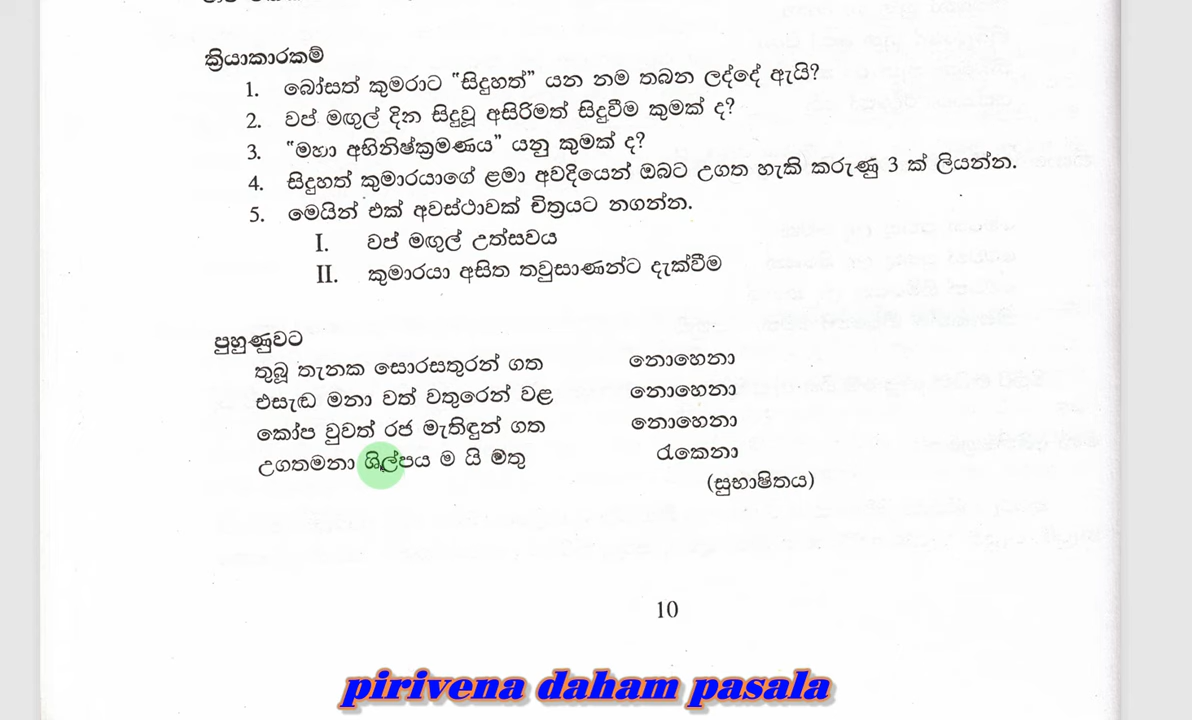 ක්‍රියාකාරකම්
1. බෝසත් කුමරාට "සිදුහත්" යන නම තබන ලද්දේ ඇයි?
2. වප් මඟුල් දින සිදුවූ අසිරිමත් සිදුවීම කුමක් ද?
3. "මහා අභිනිෂ්ක්‍රමණය" යනු කුමක් ද?
4. සිදුහත් කුමාරයාගේ ළමා අවදියෙන් ඔබට උගත හැකි කරුණු 3 ක් ලියන්න.
5. මෙයින් එක් අවස්ථාවක් චිත්‍රයට නගන්න.
I. වප් මඟුල් උත්සවය
II. කුමාරයා අසිත තවුසාණන්ට දැක්වීම
පුහුණුවට
තුබූ තැනක සොරසතුරන් ගත නොහෙනා
එසැඬ මනා වත් වතුරෙන් වළ නොහෙනා
කෝප වුවත් රජ මැතිඳුන් ගත නොහෙනා
උගතමනා ශිල්පය ම යි මතු රැකෙනා
(සුභාෂිතය)
10
pirivena daham pasala